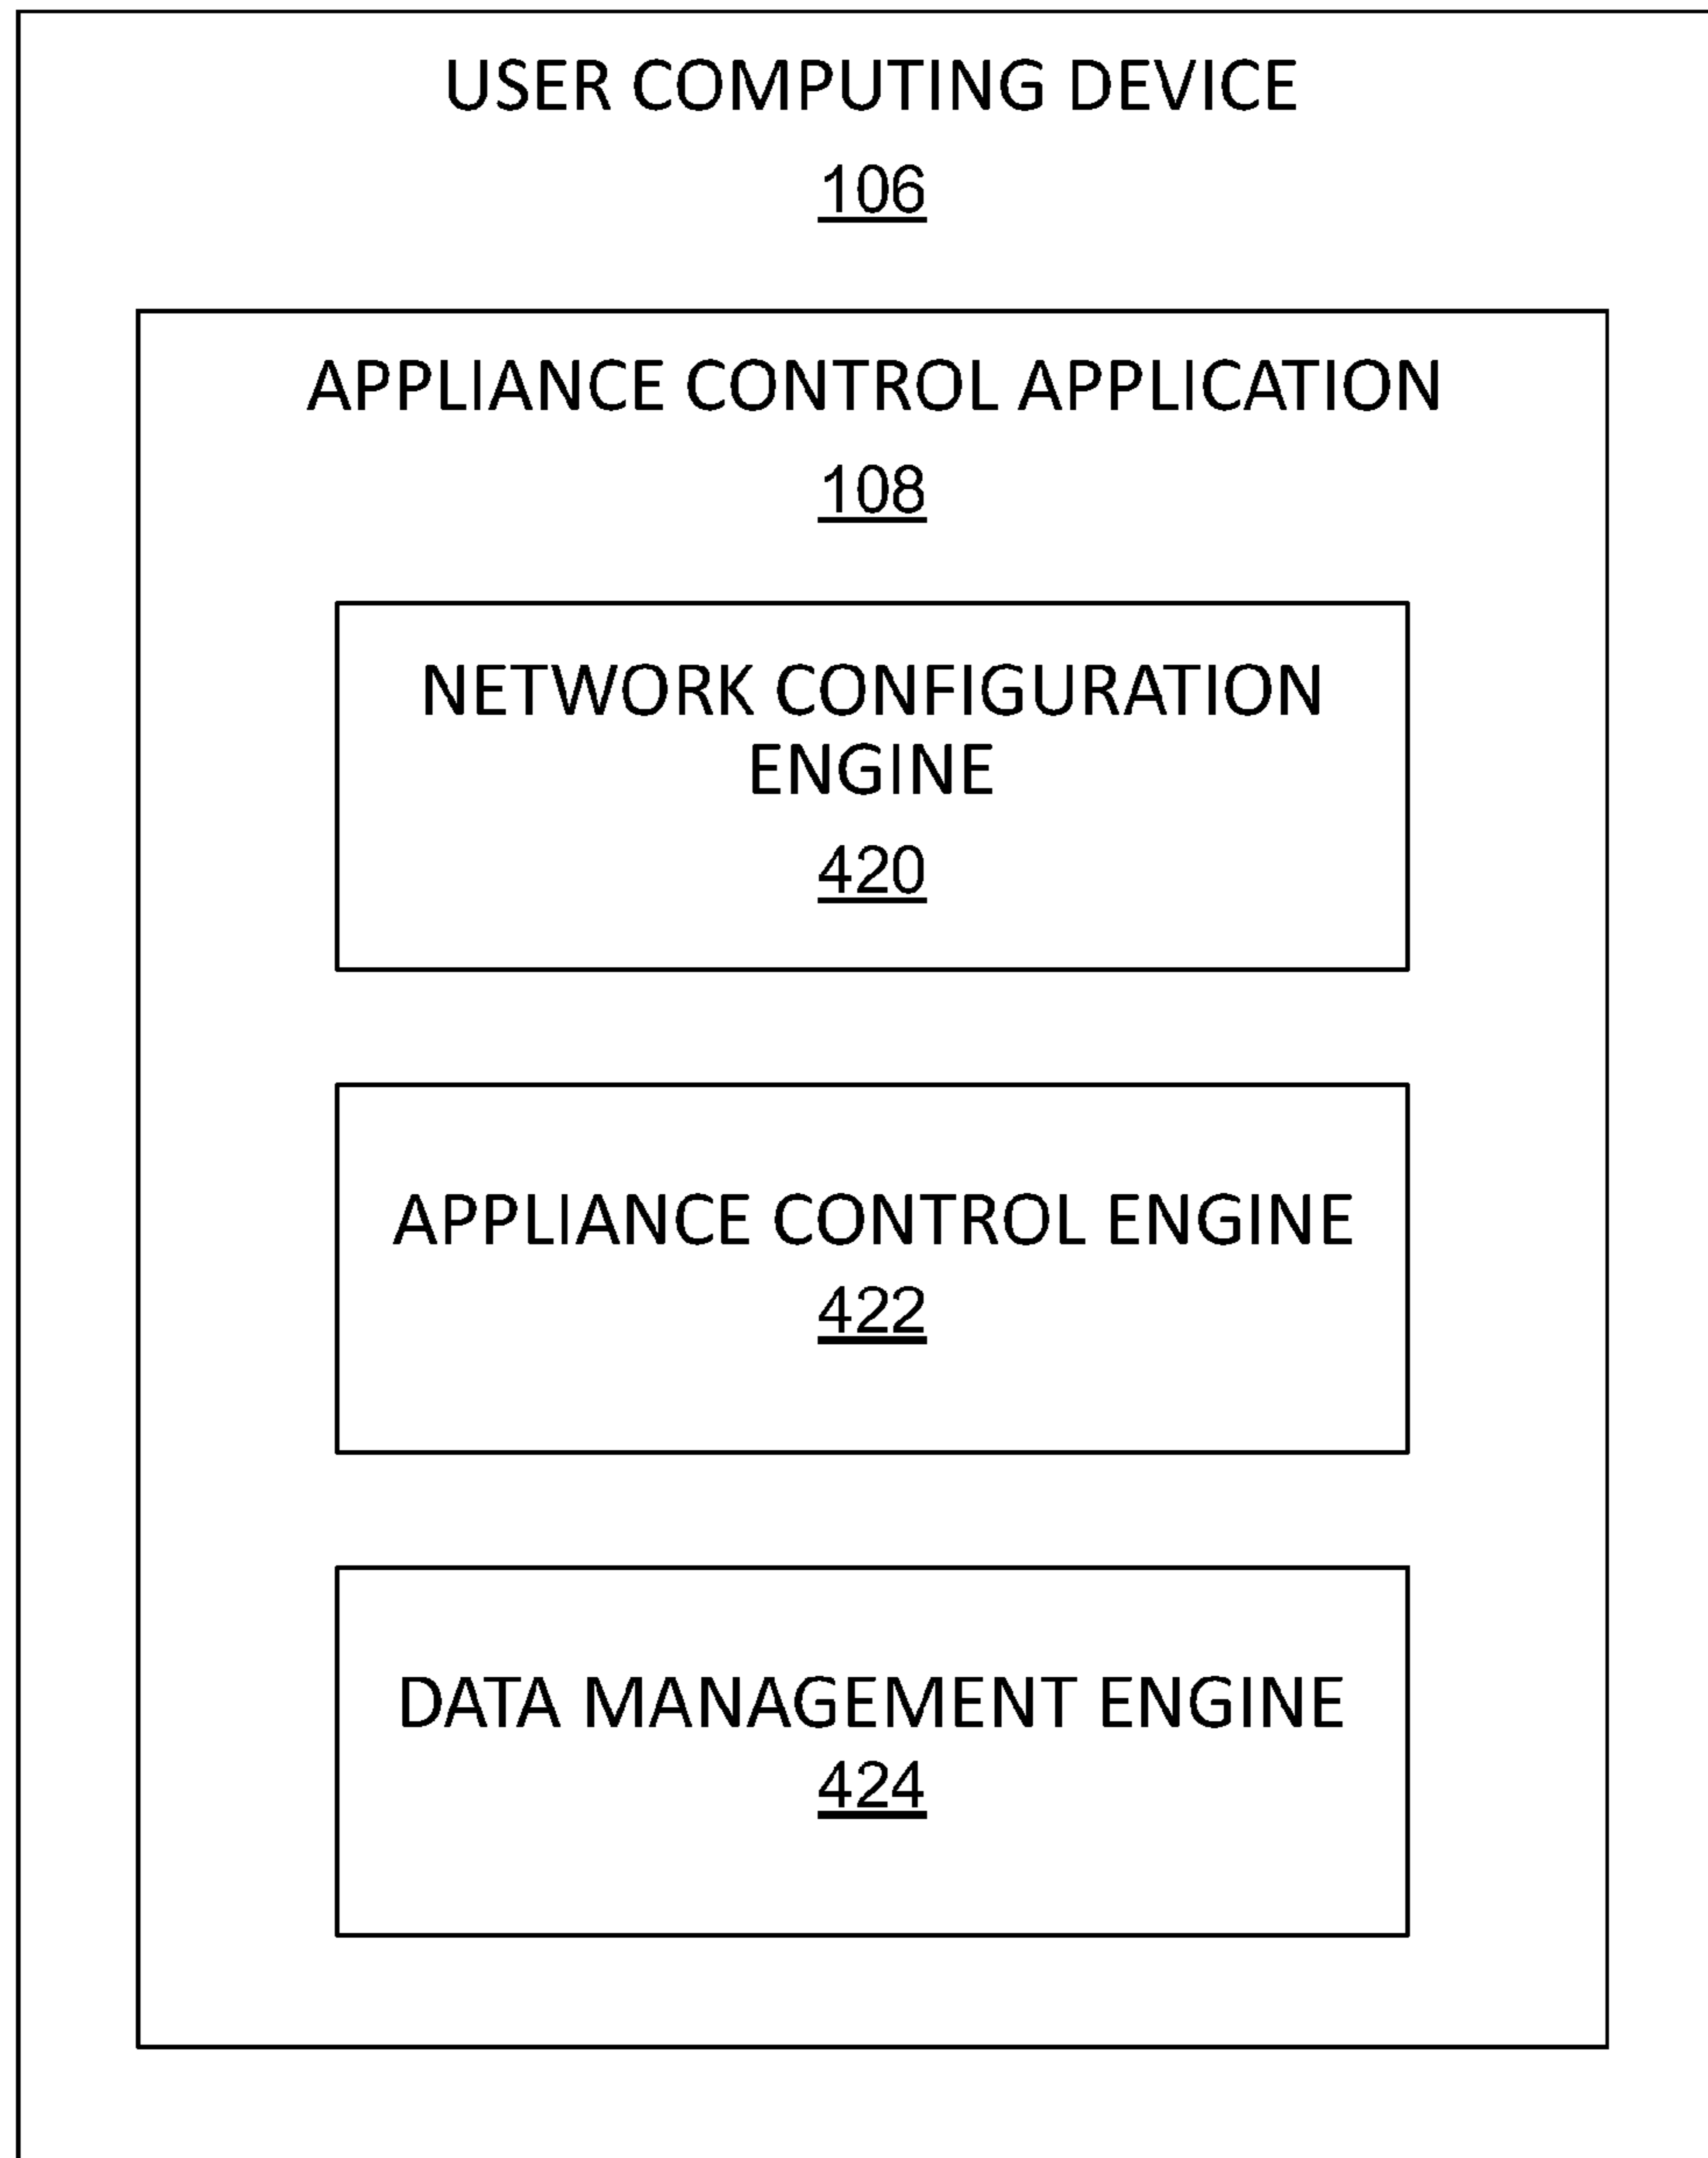 USER COMPUTING DEVICE
106
APPLIANCE CONTROL APPLICATION
108
NETWORK CONFIGURATION
ENGINE
420
APPLIANCE CONTROL ENGINE
422
DATA MANAGEMENT ENGINE
424